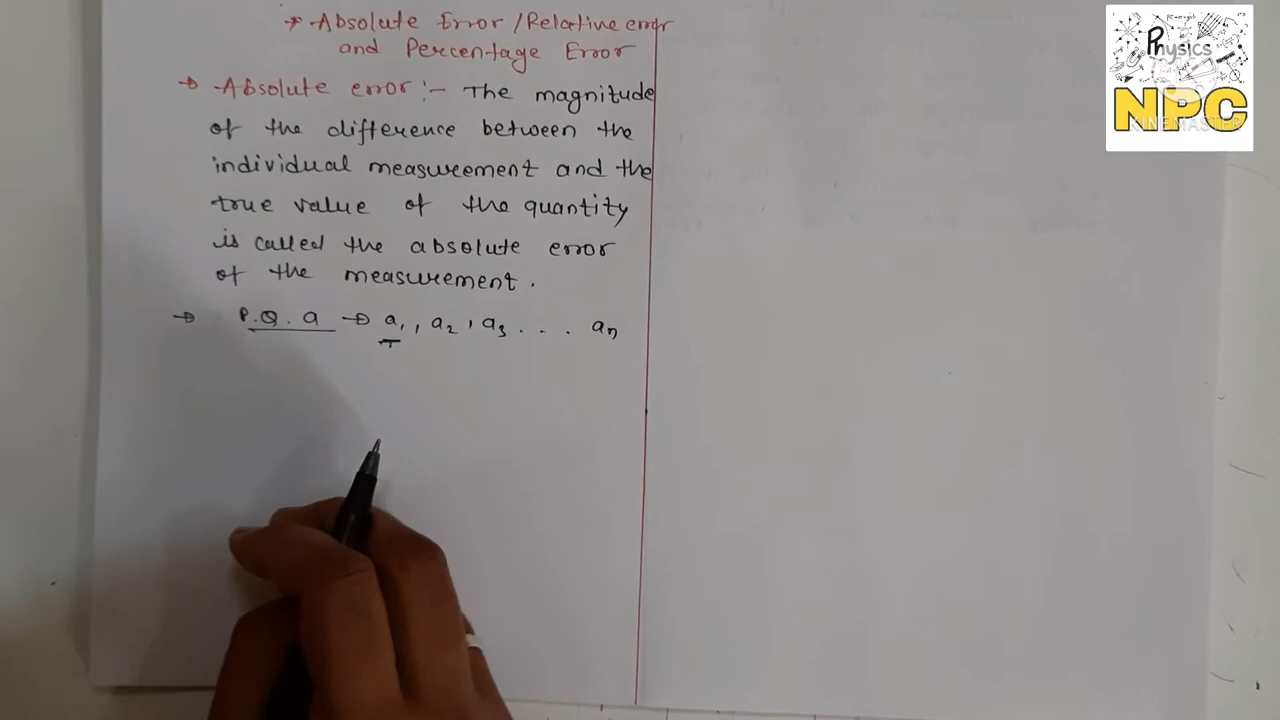 * Absolute Error / Relative error
and Percentage Error
→ Absolute error :- The magnitude
of the difference between the
individual measurement and the
true value of the quantity
is called the absolute error
of the measurement.
→ P.Q. a → a₁, a₂, a₃ . . . aₙ
Physics
NPC
KINEMASTER